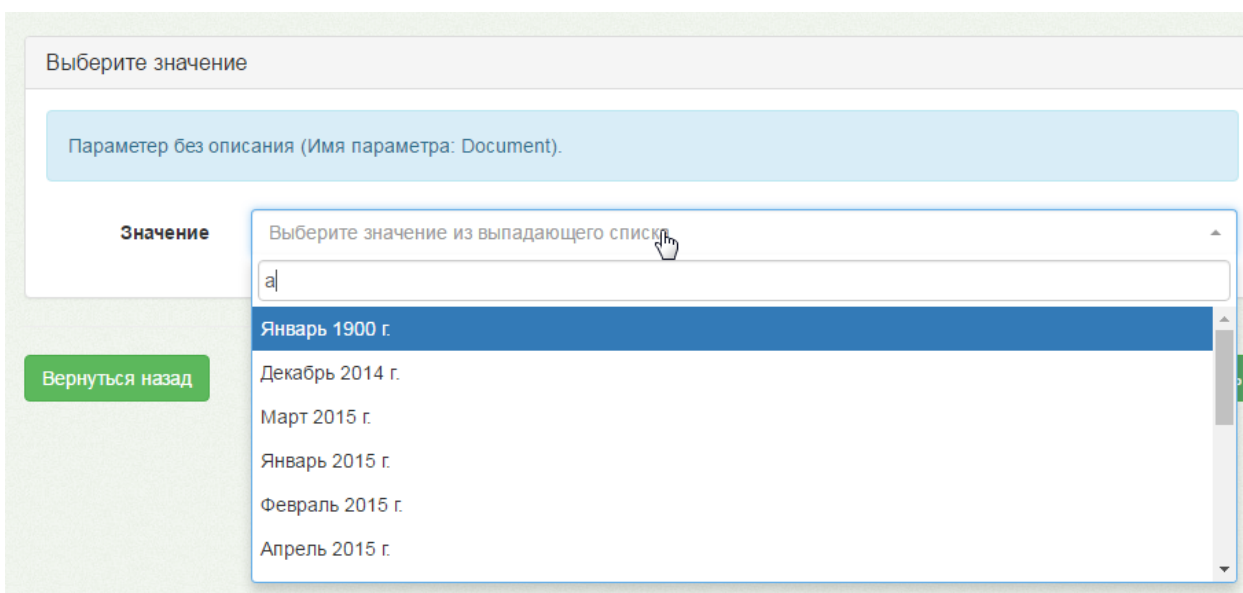 Выберите значение
Параметер без описания (Имя параметра: Document).
Значение
Выберите значение из выпадающего списка
а
Январь 1900 г.
Декабрь 2014 г.
Март 2015 г.
Январь 2015 г.
Февраль 2015 г.
Апрель 2015 г.
Вернуться назад